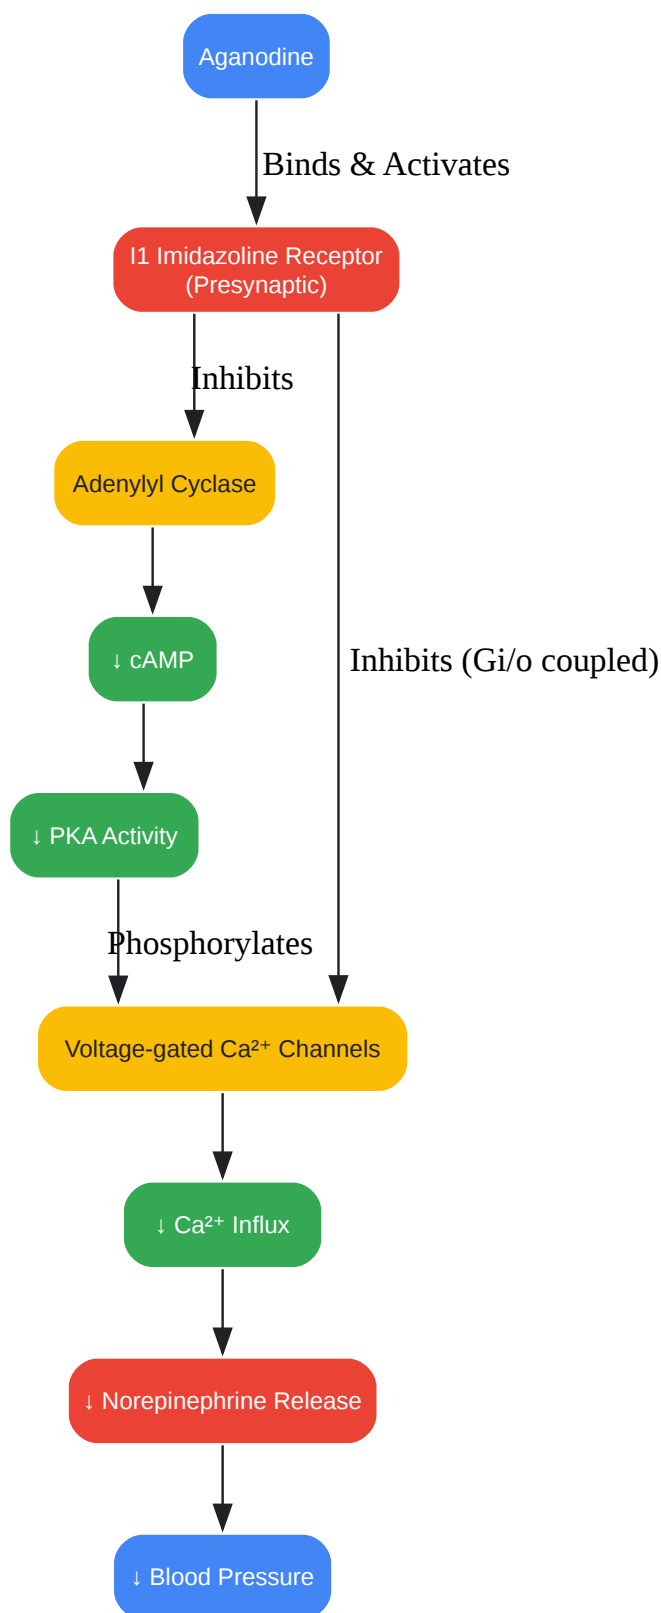 Aganodine
Binds & Activates
I1 Imidazoline Receptor
(Presynaptic)
Inhibits
Adenylyl Cyclase
↓ cAMP
Inhibits (Gi/o coupled)
↓ PKA Activity
Phosphorylates
Voltage-gated Ca²⁺ Channels
↓ Ca²⁺ Influx
↓ Norepinephrine Release
↓ Blood Pressure